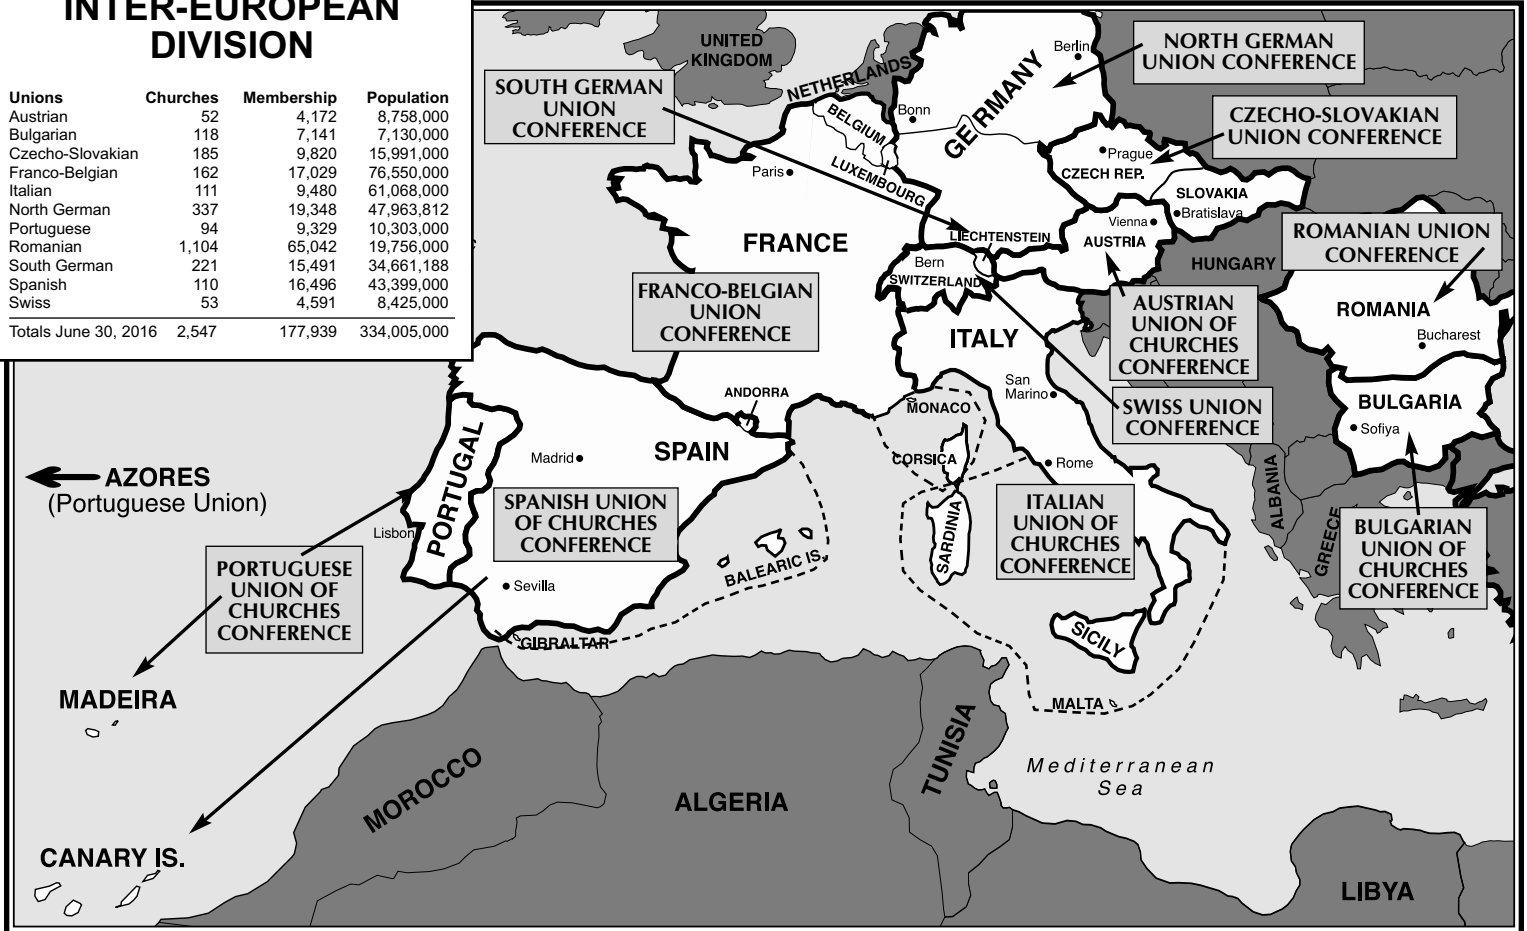 INTER-EUROPEAN
DIVISION
Unions Churches Membership Population
Austrian 52 4,172 8,758,000
Bulgarian 118 7,141 7,130,000
Czecho-Slovakian 185 9,820 15,991,000
Franco-Belgian 162 17,029 76,550,000
Italian 111 9,480 61,068,000
North German 337 19,348 47,963,812
Portuguese 94 9,329 10,303,000
Romanian 1,104 65,042 19,756,000
South German 221 15,491 34,661,188
Spanish 110 16,496 43,399,000
Swiss 53 4,591 8,425,000
Totals June 30, 2016 2,547 177,939 334,005,000
UNITED
KINGDOM
NETHERLANDS
Berlin
NORTH GERMAN
UNION CONFERENCE
SOUTH GERMAN
UNION
CONFERENCE
Bonn
GERMANY
BELGIUM
LUXEMBOURG
CZECHO-SLOVAKIAN
UNION CONFERENCE
Prague
CZECH REP.
Paris
SLOVAKIA
Bratislava
Vienna
AUSTRIA
LIECHTENSTEIN
FRANCE
Bern
SWITZERLAND
HUNGARY
ROMANIAN UNION
CONFERENCE
FRANCO-BELGIAN
UNION
CONFERENCE
AUSTRIAN
UNION OF
CHURCHES
CONFERENCE
ROMANIA
Bucharest
ITALY
San
Marino
ANDORRA
MONACO
SWISS UNION
CONFERENCE
BULGARIA
Sofiya
PORTUGAL
Madrid
SPAIN
CORSICA
Rome
AZORES
(Portuguese Union)
SPANISH UNION
OF CHURCHES
CONFERENCE
Lisbon
SARDINIA
ITALIAN
UNION OF
CHURCHES
CONFERENCE
ALBANIA
GREECE
BULGARIAN
UNION OF
CHURCHES
CONFERENCE
PORTUGUESE
UNION OF
CHURCHES
CONFERENCE
Sevilla
BALEARIC IS.
GIBRALTAR
SICILY
MADEIRA
MALTA
MOROCCO
ALGERIA
TUNISIA
Mediterranean
Sea
CANARY IS.
LIBYA